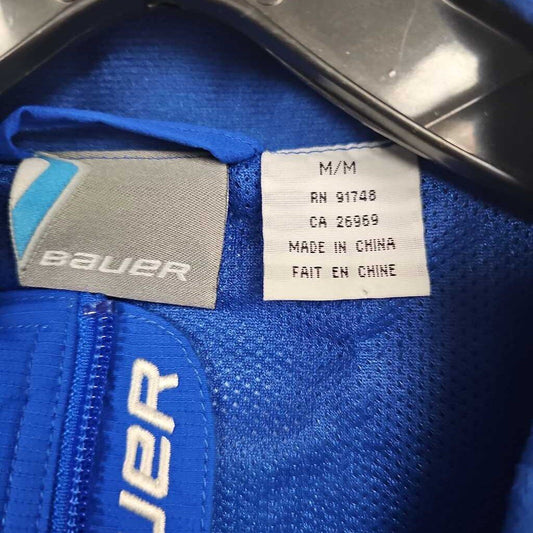 BAUER
M/M
RN 91748
CA 26969
MADE IN CHINA
FAIT EN CHINE
UER